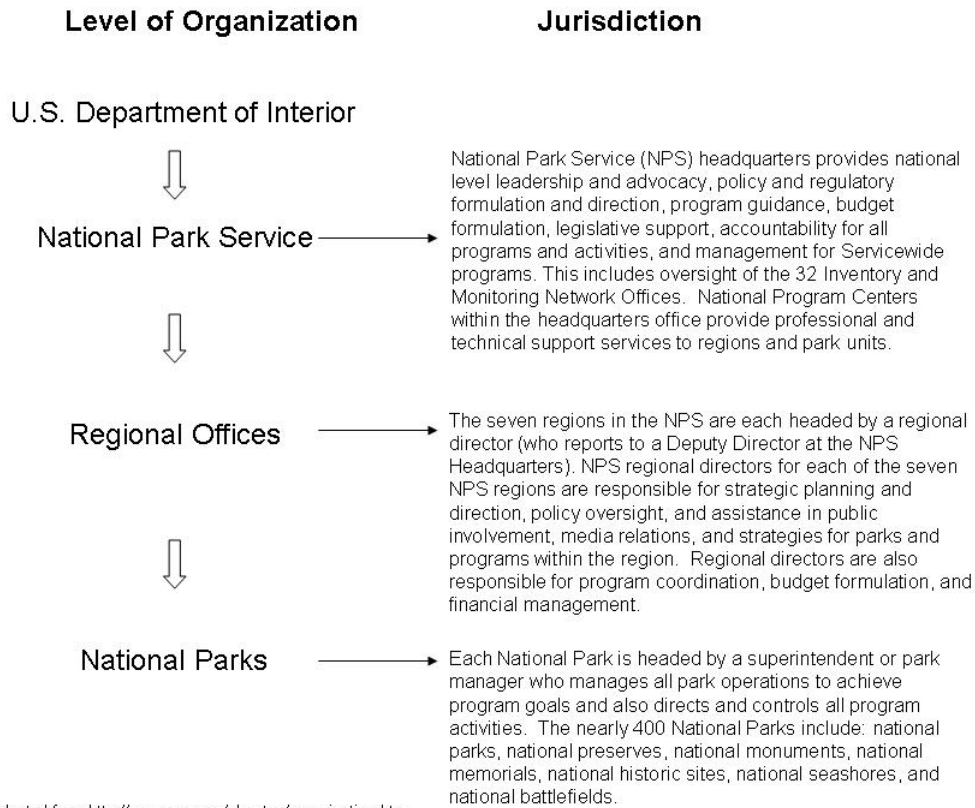 Level of Organization
Jurisdiction
U.S. Department of Interior
National Park Service
National Park Service (NPS) headquarters provides national
level leadership and advocacy, policy and regulatory
formulation and direction, program guidance, budget
formulation, legislative support, accountability for all
programs and activities, and management for Servicewide
programs. This includes oversight of the 32 Inventory and
Monitoring Network Offices.  National Program Centers
within the headquarters office provide professional and
technical support services to regions and park units.
Regional Offices
The seven regions in the NPS are each headed by a regional
director (who reports to a Deputy Director at the NPS
Headquarters). NPS regional directors for each of the seven
NPS regions are responsible for strategic planning and
direction, policy oversight, and assistance in public
involvement, media relations, and strategies for parks and
programs within the region.  Regional directors are also
responsible for program coordination, budget formulation, and
financial management.
National Parks
Each National Park is headed by a superintendent or park
manager who manages all park operations to achieve
program goals and also directs and controls all program
activities.  The nearly 400 National Parks include: national
parks, national preserves, national monuments, national
memorials, national historic sites, national seashores, and
national battlefields.